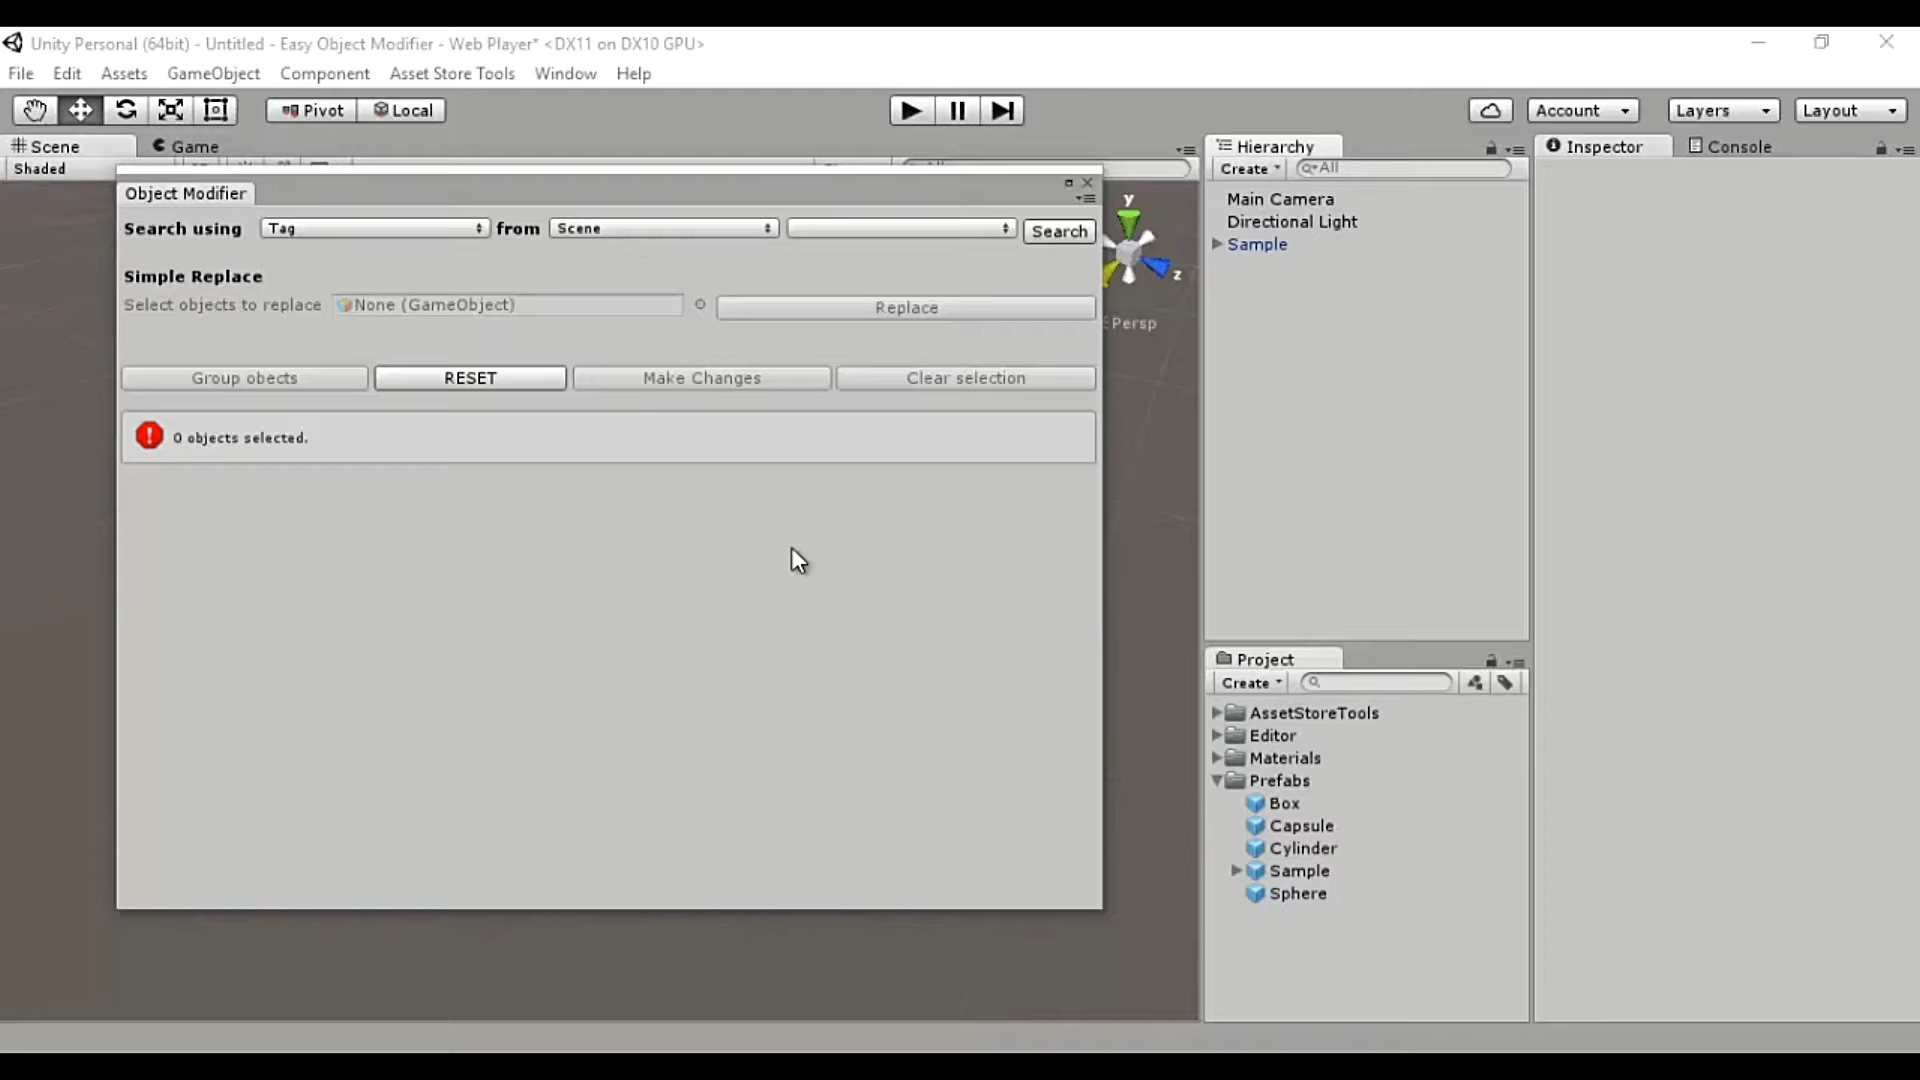 Unity Personal (64bit) - Untitled - Easy Object Modifier - Web Player* <DX11 on DX10 GPU>
File Edit Assets GameObject Component Asset Store Tools Window Help
Pivot Local Account Layers Layout
Scene Game
Shaded
Object Modifier
Search using Tag from Scene Search
Simple Replace
Select objects to replace None (GameObject) Replace
Group obects RESET Make Changes Clear selection
0 objects selected.
y
z
Persp
Hierarchy
Create All
Main Camera
Directional Light
Sample
Project
Create
AssetStoreTools
Editor
Materials
Prefabs
Box
Capsule
Cylinder
Sample
Sphere
Inspector Console